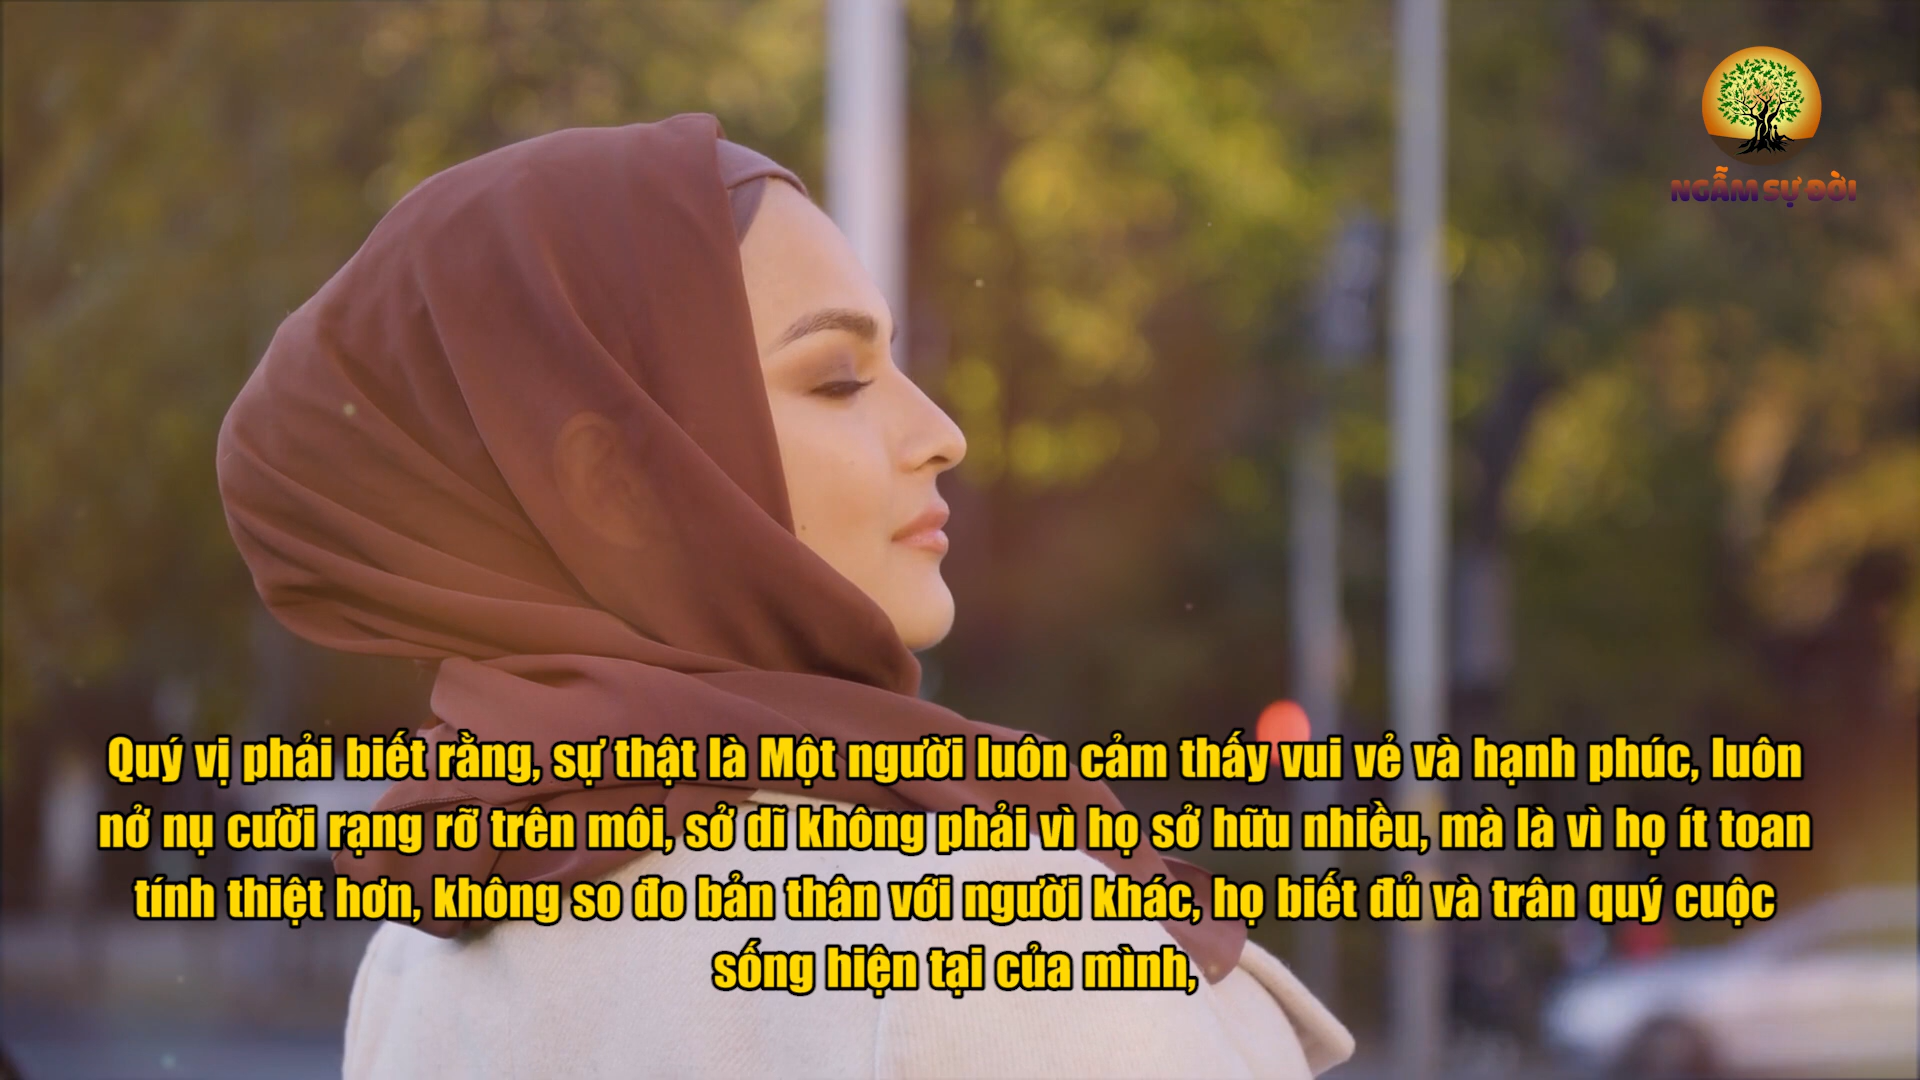 NGẪM SỰ ĐỜI
Quý vị phải biết rằng, sự thật là Một người luôn cảm thấy vui vẻ và hạnh phúc, luôn
nở nụ cười rạng rỡ trên môi, sở dĩ không phải vì họ sở hữu nhiều, mà là vì họ ít toan
tính thiệt hơn, không so đo bản thân với người khác, họ biết đủ và trân quý cuộc
sống hiện tại của mình,